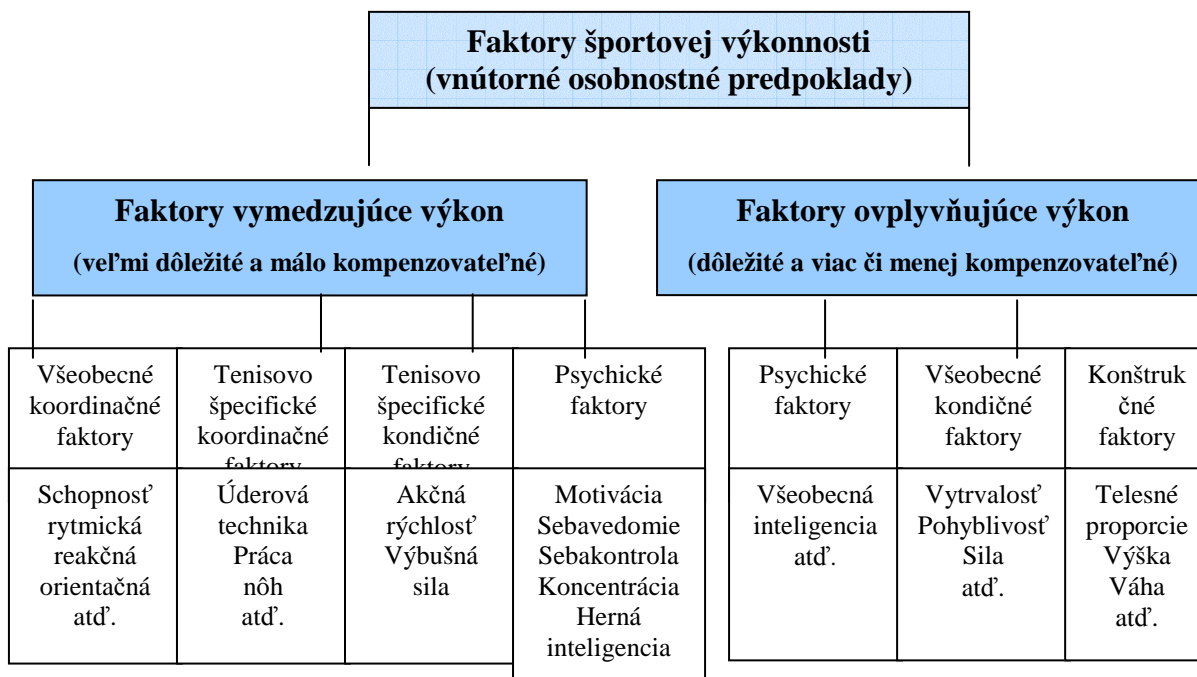 Faktory športovej výkonnosti
(vnútorné osobnostné predpoklady)
Faktory vymedzujúce výkon
(veľmi dôležité a málo kompenzovateľné)
Faktory ovplyvňujúce výkon
(dôležité a viac či menej kompenzovateľné)
Všeobecné
koordinačné
faktory
Tenisovo
špecifické
koordinačné
faktory
Tenisovo
špecifické
kondičné
faktory
Psychické
faktory
Psychické
faktory
Všeobecné
kondičné
faktory
Konštruk
čné
faktory
Schopnosť
rytmická
reakčná
orientačná
atď.
Úderová
technika
Práca
nôh
atď.
Akčná
rýchlosť
Výbušná
sila
Motivácia
Sebavedomie
Sebakontrola
Koncentrácia
Herná
inteligencia
Všeobecná
inteligencia
atď.
Vytrvalosť
Pohyblivosť
Sila
atď.
Telesné
proporcie
Výška
Váha
atď.